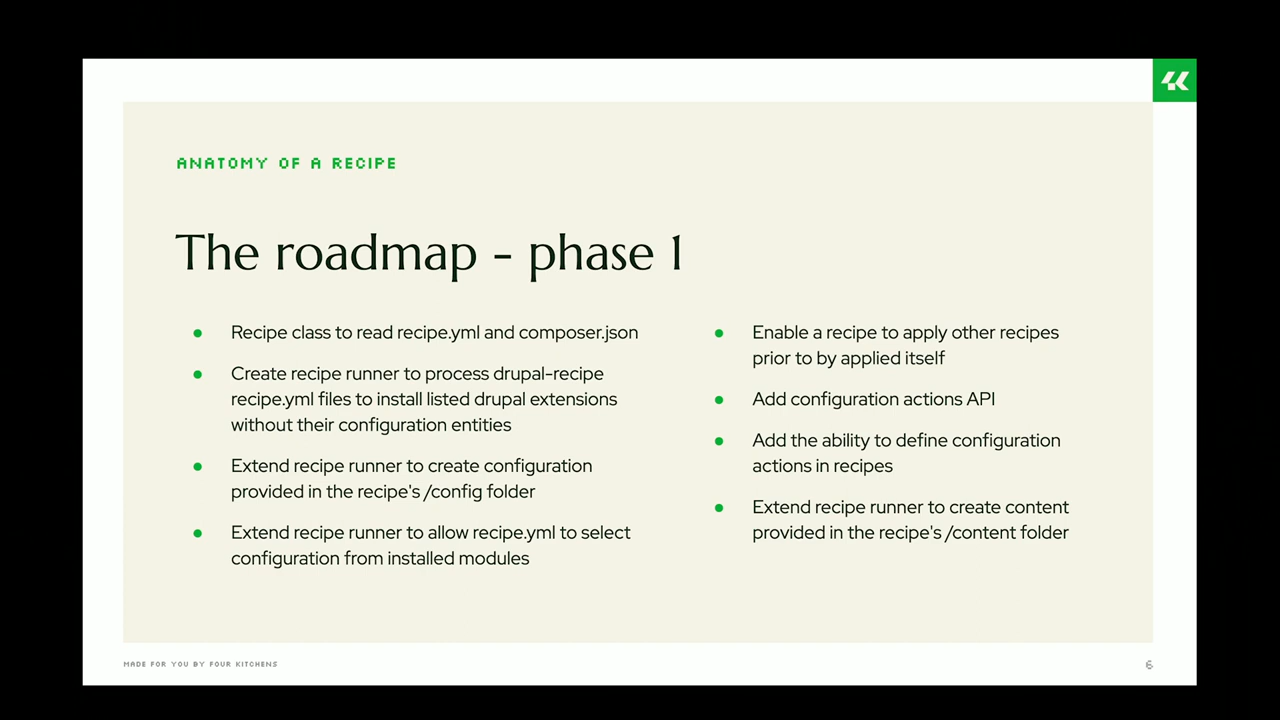 ANATOMY OF A RECIPE
The roadmap - phase 1
Recipe class to read recipe.yml and composer.json
Create recipe runner to process drupal-recipe
recipe.yml files to install listed drupal extensions
without their configuration entities
Extend recipe runner to create configuration
provided in the recipe's /config folder
Extend recipe runner to allow recipe.yml to select
configuration from installed modules
Enable a recipe to apply other recipes
prior to by applied itself
Add configuration actions API
Add the ability to define configuration
actions in recipes
Extend recipe runner to create content
provided in the recipe's /content folder
MADE FOR YOU BY FOUR KITCHENS
6